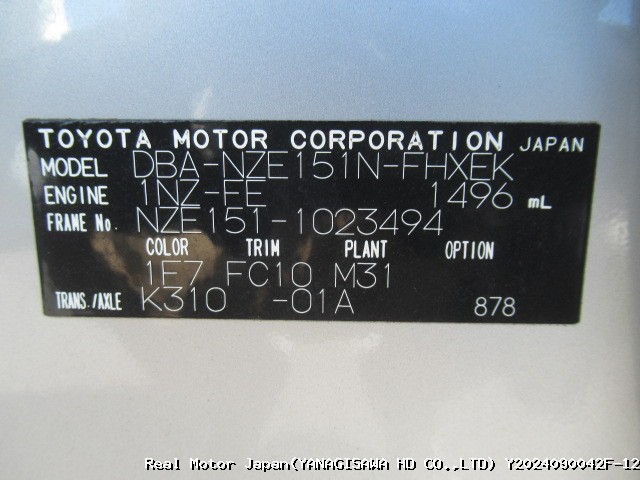 TOYOTA MOTOR CORPORATION JAPAN
MODEL DBA-NZE151N-FHXEK
ENGINE 1NZ-FE 1496 mL
FRAME No. NZE151-1023494
COLOR TRIM PLANT OPTION
1F7 FC10 M31
TRANS./AXLE K310 -01A 878
Real Motor Japan(YANAGISAWA HD CO.,LTD) Y2024090042F-12